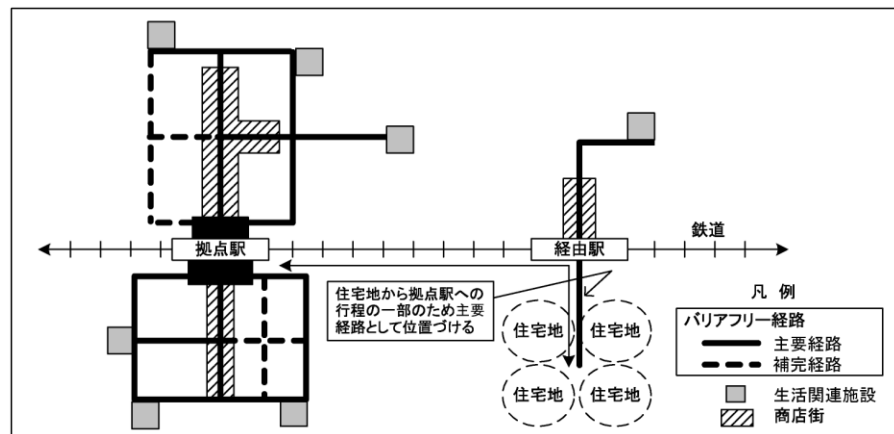 鉄道
拠点駅
経由駅
住宅地から拠点駅への
行程の一部のため主要
経路として位置づける
住宅地
住宅地
住宅地
住宅地
凡 例
バリアフリー経路
主要経路
補完経路
生活関連施設
商店街